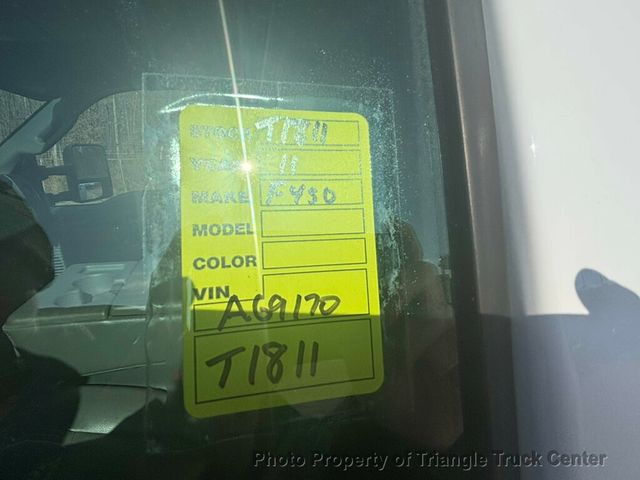 STOCK T1811
YEAR 11
MAKE F450
MODEL
COLOR
VIN
A69170
T1811
Photo Property of Triangle Truck Center